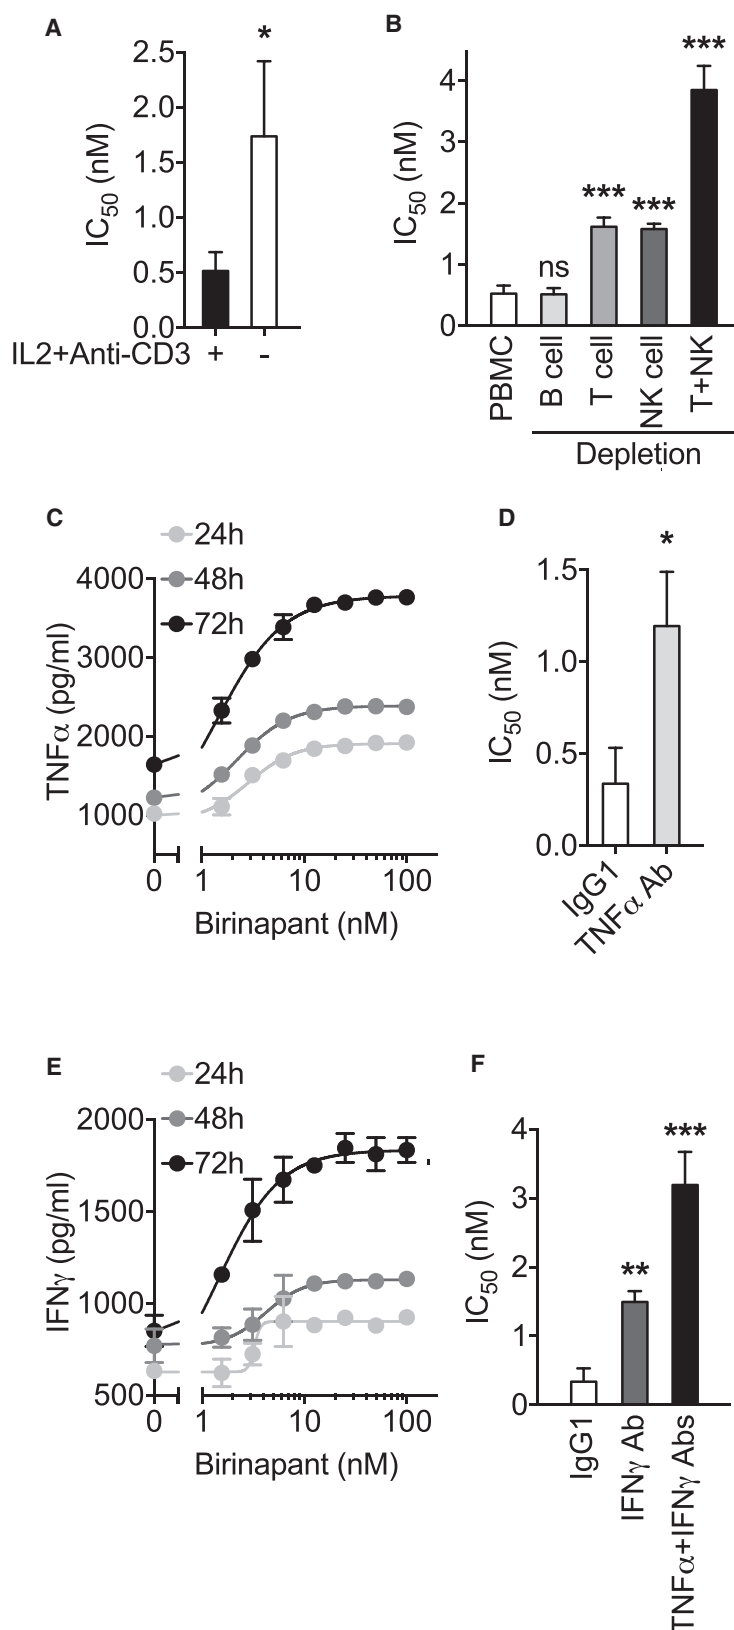 A
*
2.5
2.0
1.5
1.0
0.5
0.0
IC50 (nM)
IL2+Anti-CD3 + -
B
***
***
***
ns
4
3
2
1
0
IC50 (nM)
PBMC
B cell
T cell
NK cell
T+NK
Depletion
C
24h
48h
72h
4000
3000
2000
1000
TNFα (pg/ml)
0 1 10 100
Birinapant (nM)
D
*
1.5
1.0
0.5
0.0
IC50 (nM)
IgG1
TNFα Ab
E
24h
48h
72h
2000
1500
1000
500
IFNγ (pg/ml)
0 1 10 100
Birinapant (nM)
F
***
**
4
3
2
1
0
IC50 (nM)
IgG1
IFNγ Ab
TNFα+IFNγ Abs